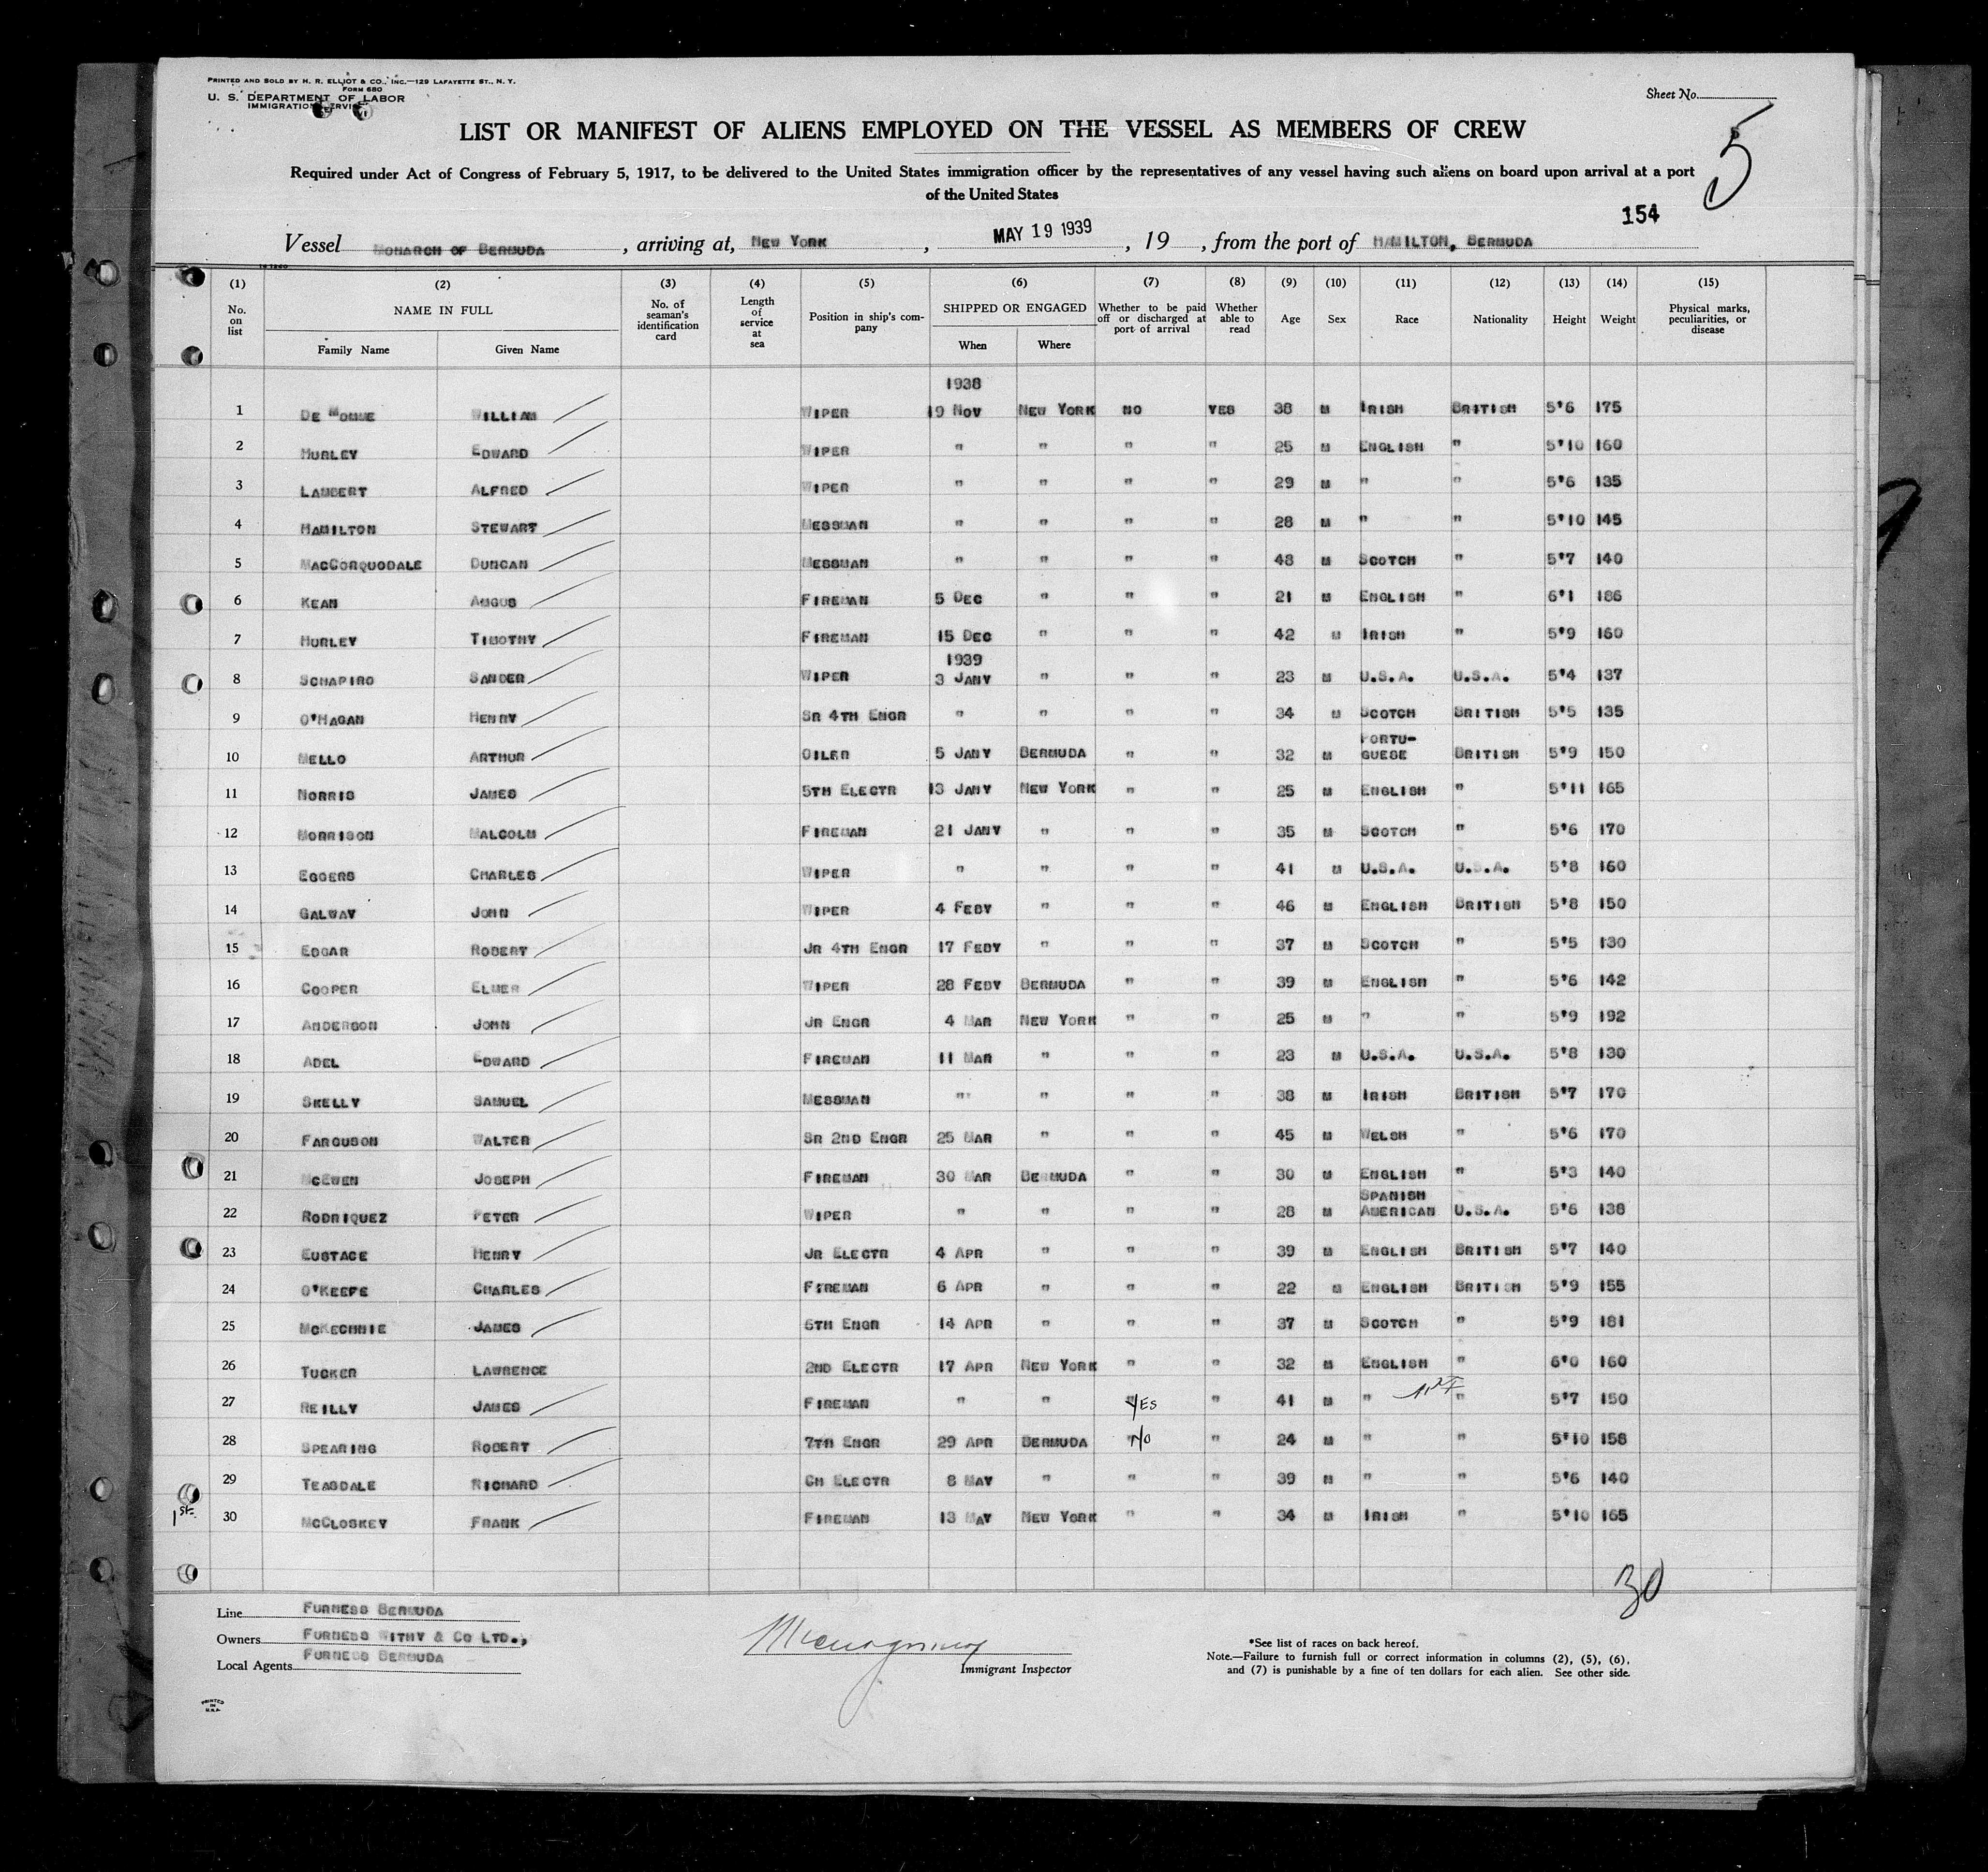 PRINTED AND SOLD BY H. R. ELLIOT & CO., INC.—129 LAFAYETTE ST., N. Y.
FORM 680
U. S. DEPARTMENT OF LABOR
IMMIGRATION SERVICE
Sheet No.
5
LIST OR MANIFEST OF ALIENS EMPLOYED ON THE VESSEL AS MEMBERS OF CREW
Required under Act of Congress of February 5, 1917, to be delivered to the United States immigration officer by the representatives of any vessel having such aliens on board upon arrival at a port
of the United States
154
Vessel MONARCH OF BERMUDA, arriving at, NEW YORK, MAY 19 1939, 19 , from the port of HAMILTON, BERMUDA
(1) (2) (3) (4) (5) (6) (7) (8) (9) (10) (11) (12) (13) (14) (15)
No. on list NAME IN FULL No. of seaman's identification card Length of service at sea Position in ship's company SHIPPED OR ENGAGED Whether to be paid off or discharged at port of arrival Whether able to read Age Sex Race Nationality Height Weight Physical marks, peculiarities, or disease
Family Name Given Name When Where
1938
1 DE MOMME WILLIAM WIPER 19 NOV NEW YORK NO YES 38 M IRISH BRITISH 5'6 175
2 HURLEY EDWARD WIPER " " " " 25 M ENGLISH " 5'10 160
3 LAMBERT ALFRED WIPER " " " " 29 M " " 5'6 135
4 HAMILTON STEWART MESSMAN " " " " 28 M " " 5'10 145
5 MACCORQUODALE DUNCAN MESSMAN " " " " 48 M SCOTCH " 5'7 140
6 KEAN ANGUS FIREMAN 5 DEC " " " 21 M ENGLISH " 6'1 186
7 HURLEY TIMOTHY FIREMAN 15 DEC " " " 42 M IRISH " 5'9 160
1939
8 SCHAPIRO SANDER WIPER 3 JANY " " " 23 M U.S.A. U.S.A. 5'4 137
9 O'HAGAN HENRY SR 4TH ENGR " " " " 34 M SCOTCH BRITISH 5'5 135
10 MELLO ARTHUR OILER 5 JANY BERMUDA " " 32 M PORTU-GUESE BRITISH 5'9 150
11 NORRIS JAMES 5TH ELECTR 13 JANY NEW YORK " " 25 M ENGLISH " 5'11 165
12 MORRISON MALCOLM FIREMAN 21 JANY " " " 35 M SCOTCH " 5'6 170
13 EGGERS CHARLES WIPER " " " " 41 M U.S.A. U.S.A. 5'8 160
14 GALWAY JOHN WIPER 4 FEBY " " " 46 M ENGLISH BRITISH 5'8 150
15 EDGAR ROBERT JR 4TH ENGR 17 FEBY " " " 37 M SCOTCH " 5'5 130
16 COOPER ELMER WIPER 28 FEBY BERMUDA " " 39 M ENGLISH " 5'6 142
17 ANDERSON JOHN JR ENGR 4 MAR NEW YORK " " 25 M " " 5'9 192
18 ADEL EDWARD FIREMAN 11 MAR " " " 23 M U.S.A. U.S.A. 5'8 130
19 SKELLY SAMUEL MESSMAN " " " " 38 M IRISH BRITISH 5'7 170
20 FARGUSON WALTER SR 2ND ENGR 25 MAR " " " 45 M WELSH " 5'6 170
21 MCEWEN JOSEPH FIREMAN 30 MAR BERMUDA " " 30 M ENGLISH " 5'3 140
22 RODRIQUEZ PETER WIPER " " " " 28 M SPANISH AMERICAN U.S.A. 5'6 138
23 EUSTACE HENRY JR ELECTR 4 APR " " " 39 M ENGLISH BRITISH 5'7 140
24 O'KEEFE CHARLES FIREMAN 6 APR " " " 22 M ENGLISH BRITISH 5'9 155
25 MCKECHNIE JAMES 6TH ENGR 14 APR " " " 37 M SCOTCH " 5'9 181
26 TUCKER LAWRENCE 2ND ELECTR 17 APR NEW YORK " " 32 M ENGLISH " 6'0 160
27 REILLY JAMES FIREMAN " " YES " 41 M " " 5'7 150
28 SPEARING ROBERT 7TH ENGR 29 APR BERMUDA NO " 24 M " " 5'10 158
29 TEASDALE RICHARD CH ELECTR 8 MAY " " " 39 M " " 5'6 140
1st. 30 MCCLOSKEY FRANK FIREMAN 13 MAY NEW YORK " " 34 M IRISH " 5'10 165
30
Line FURNESS BERMUDA
Owners FURNESS WITHY & CO LTD.,
Local Agents FURNESS BERMUDA
Immigrant Inspector
*See list of races on back hereof.
Note.—Failure to furnish full or correct information in columns (2), (5), (6),
and (7) is punishable by a fine of ten dollars for each alien. See other side.
PRINTED
IN
U.S.A.